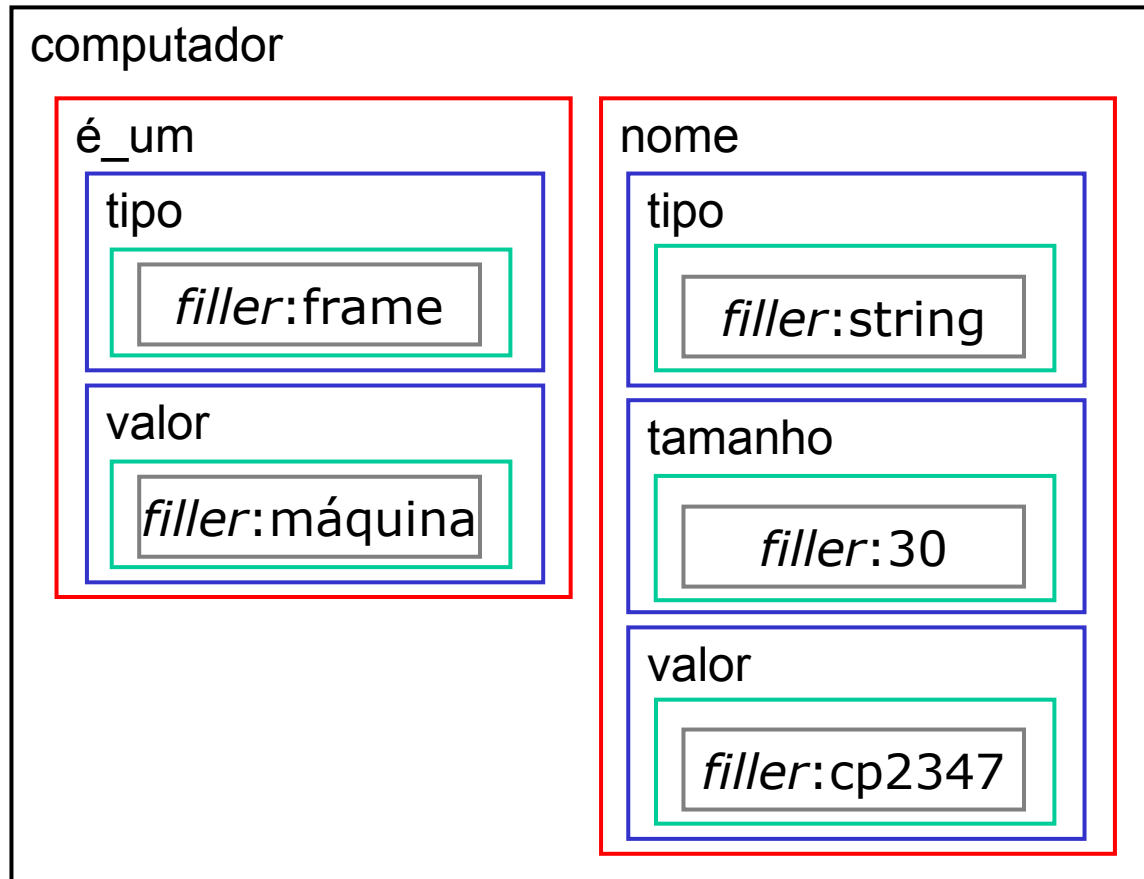 computador
é_um
tipo
filler:frame
valor
filler:máquina
nome
tipo
filler:string
tamanho
filler:30
valor
filler:cp2347